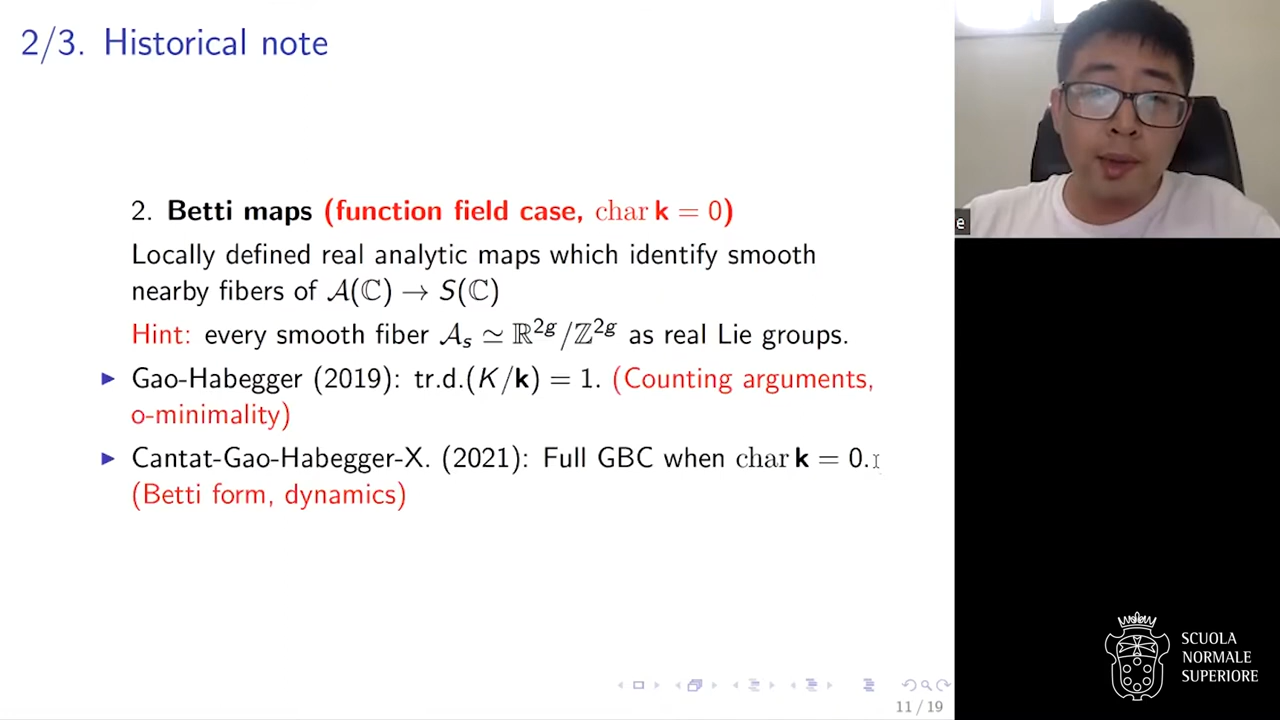 2/3. Historical note
2. Betti maps (function field case, char k = 0)
Locally defined real analytic maps which identify smooth
nearby fibers of 𝒜(ℂ) → S(ℂ)
Hint: every smooth fiber 𝒜ₛ ≃ ℝ²ᵍ/ℤ²ᵍ as real Lie groups.
▶ Gao-Habegger (2019): tr.d.(K/k) = 1. (Counting arguments,
o-minimality)
▶ Cantat-Gao-Habegger-X. (2021): Full GBC when char k = 0.
(Betti form, dynamics)
e
SCUOLA
NORMALE
SUPERIORE
11 / 19